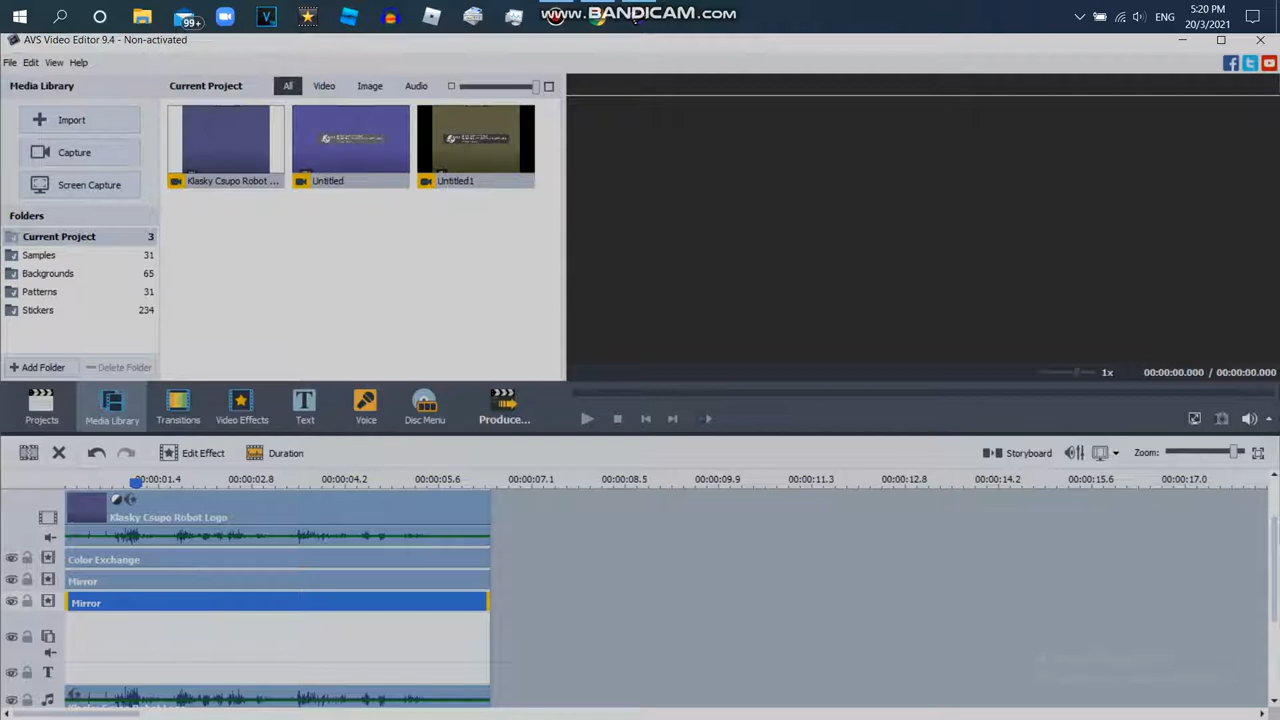 www.BANDICAM.com
99+
ENG
5:20 PM
20/3/2021
AVS Video Editor 9.4 - Non-activated
File Edit View Help
Media Library
Import
Capture
Screen Capture
Folders
Current Project 3
Samples 31
Backgrounds 65
Patterns 31
Stickers 234
Add Folder Delete Folder
Current Project All Video Image Audio
Klasky Csupo Robot ... Untitled Untitled1
1x 00:00:00.000 / 00:00:00.000
Projects Media Library Transitions Video Effects Text Voice Disc Menu Produce...
Edit Effect Duration Storyboard Zoom:
00:00:01.4 00:00:02.8 00:00:04.2 00:00:05.6 00:00:07.1 00:00:08.5 00:00:09.9 00:00:11.3 00:00:12.8 00:00:14.2 00:00:15.6 00:00:17.0
Klasky Csupo Robot Logo
Color Exchange
Mirror
Mirror
T